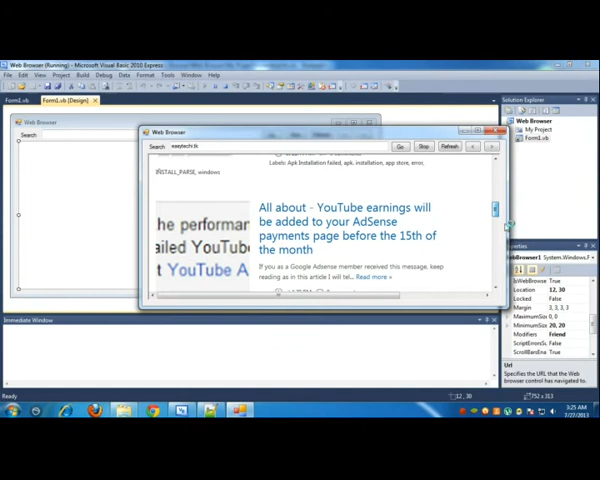 Web Browser (Running) - Microsoft Visual Basic 2010 Express
File Edit View Project Build Debug Data Format Tools Window Help
Form1.vb
Form1.vb [Design]
Web Browser
Search
Web Browser
Search
easytechi.tk
Go
Stop
Refresh
<
>
Labels: Apk Installation failed, apk, installation, app store, error,
INSTALL_PARSE, windows
he performan
ailed YouTube
t YouTube A
All about - YouTube earnings will
be added to your AdSense
payments page before the 15th of
the month
If you as a Google Adsense member received this message, keep
reading as in this article I will tel... Read more »
Immediate Window
Solution Explorer
Web Browser
My Project
Form1.vb
Properties
WebBrowser1 System.Windows.F
IsWebBrowse True
Location 12, 30
Locked False
Margin 3, 3, 3, 3
MaximumSiz 0, 0
MinimumSize 20, 20
Modifiers Friend
ScriptErrorsS False
ScrollBarsEna True
Url
Specifies the URL that the Web
browser control has navigated to.
Ready
12, 30
752 x 313
3:25 AM
7/27/2013